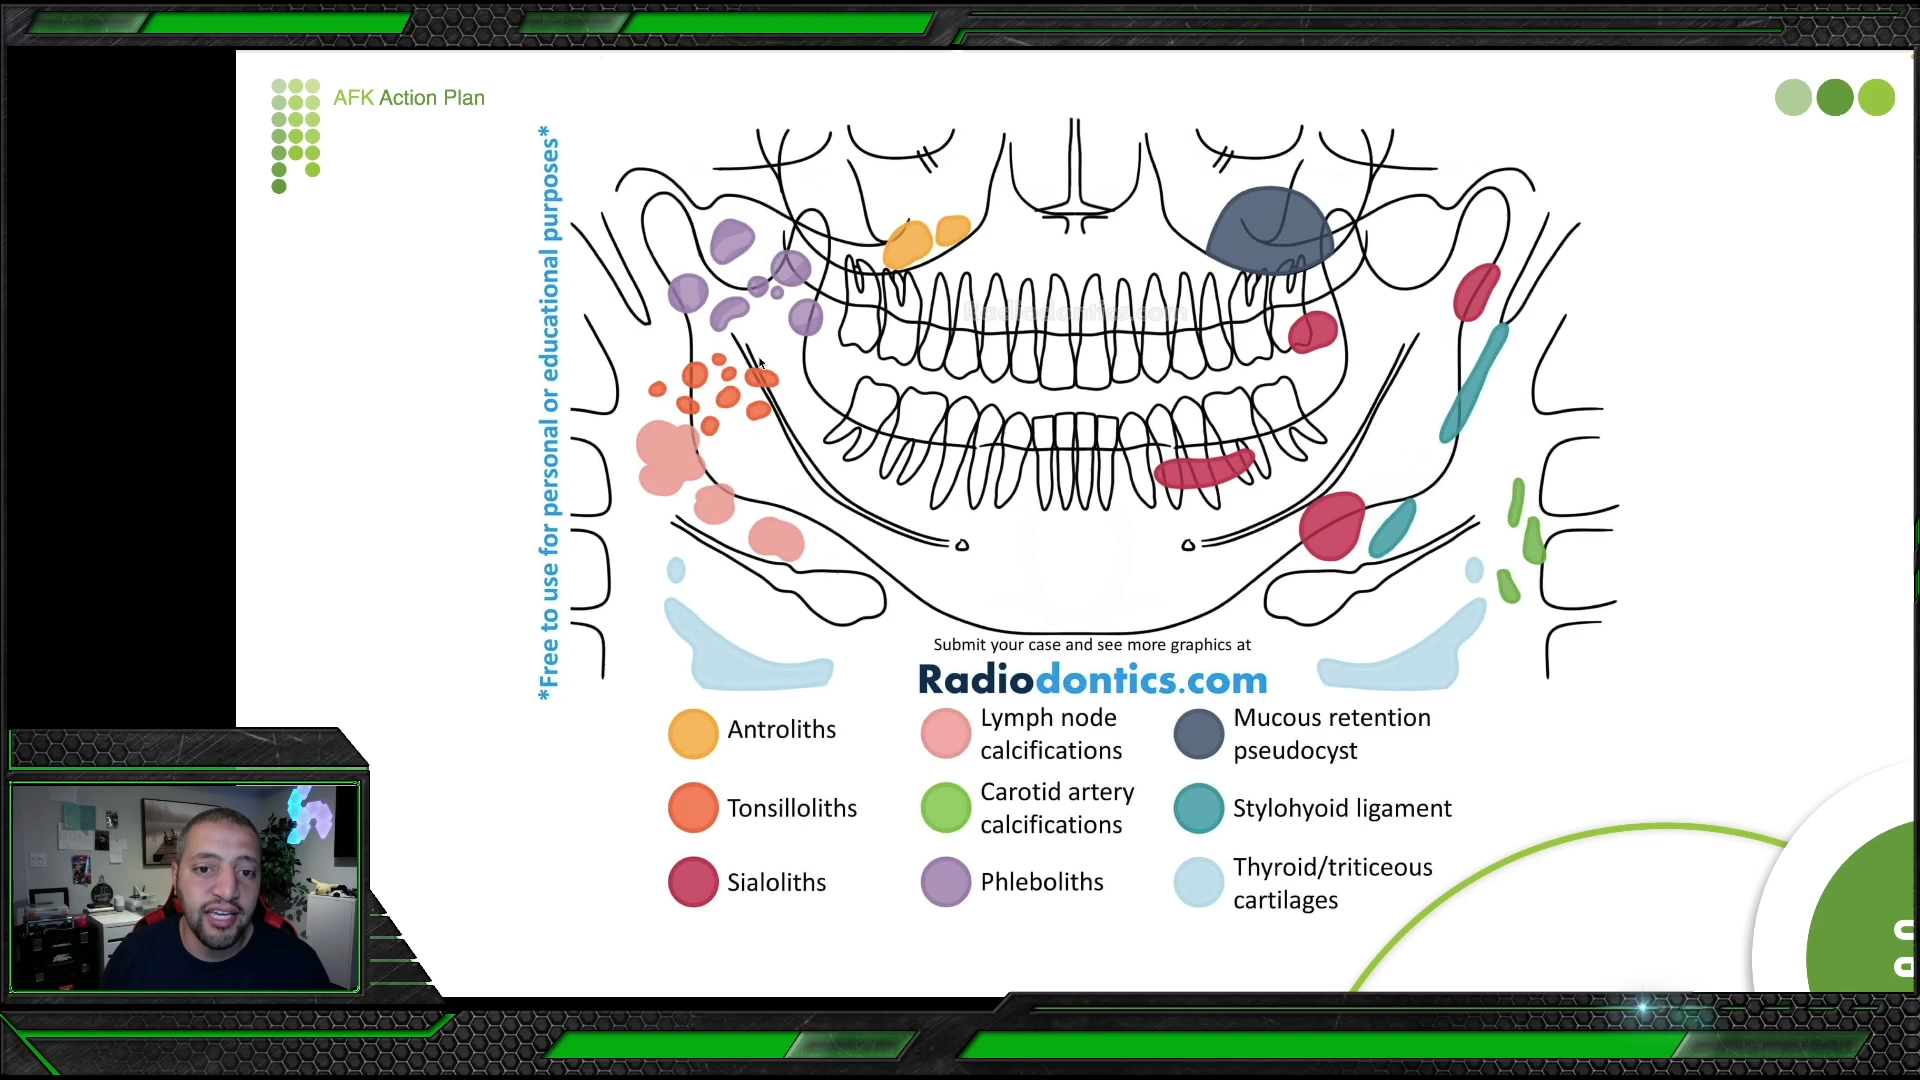 AFK Action Plan
*Free to use for personal or educational purposes*
Radiodontics.com
Submit your case and see more graphics at
Radiodontics.com
Antroliths
Lymph node
calcifications
Mucous retention
pseudocyst
Tonsilloliths
Carotid artery
calcifications
Stylohyoid ligament
Sialoliths
Phleboliths
Thyroid/triticeous
cartilages